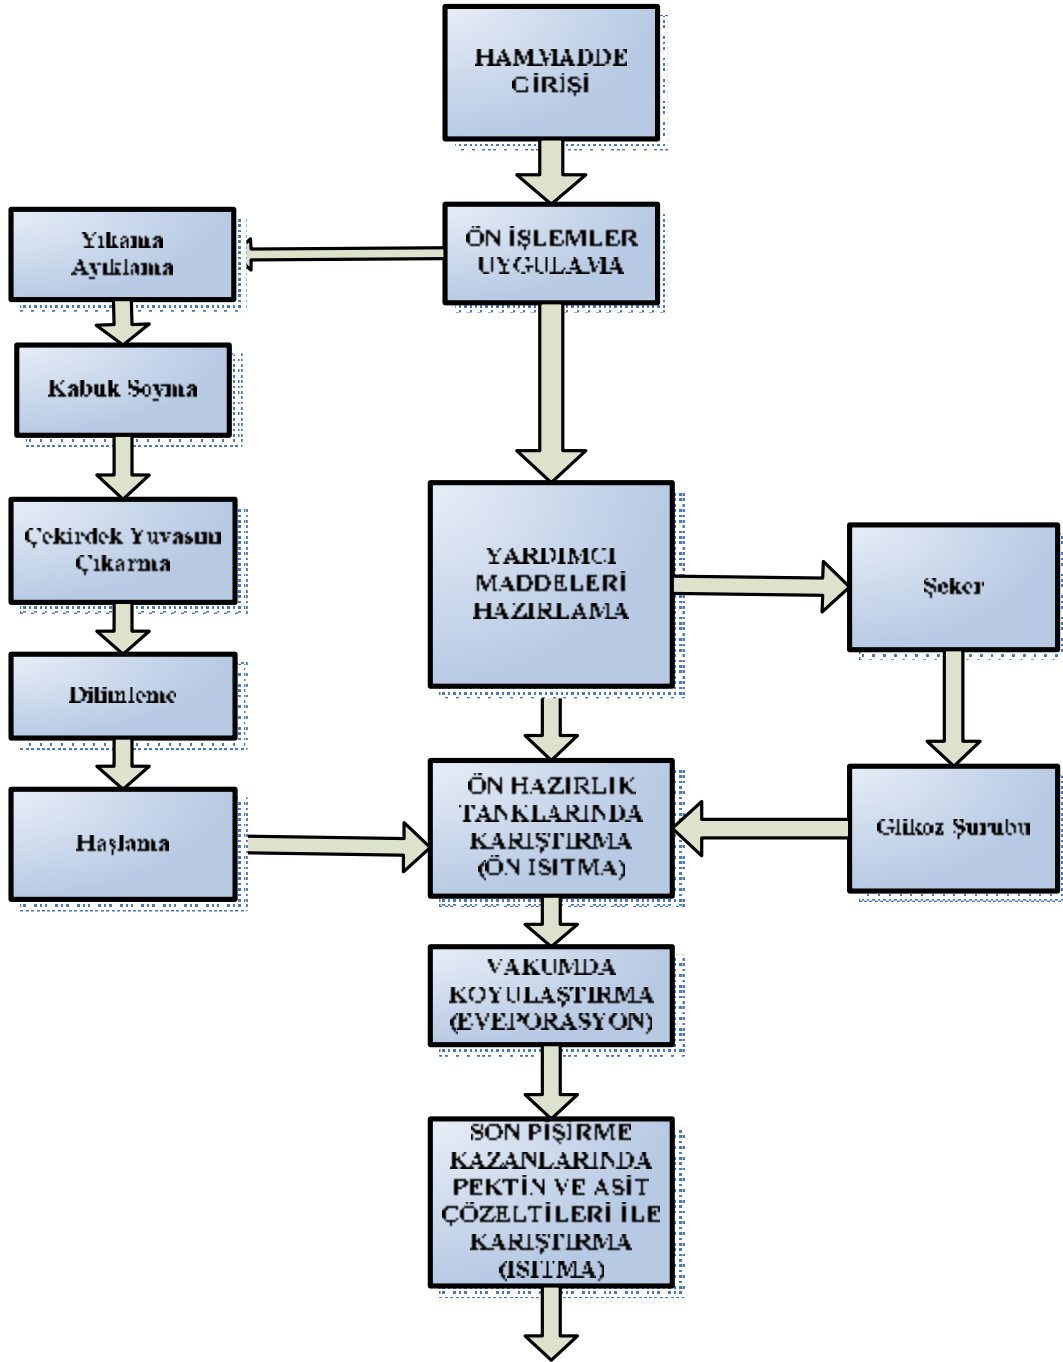 HAMMADDE
GİRİŞİ
ÖN İŞLEMLER
UYGULAMA
Yıkama
Ayıklama
Kabuk Soyma
Çekirdek Yuvasını
Çıkarma
Dilimleme
Haşlama
YARDIMCI
MADDELERİ
HAZIRLAMA
Şeker
Glikoz Şurubu
ÖN HAZIRLIK
TANKLARINDA
KARIŞTIRMA
(ÖN ISITMA)
VAKUMDA
KOYULAŞTIRMA
(EVEPORASYON)
SON PİŞİRME
KAZANLARINDA
PEKTİN VE ASİT
ÇÖZELTİLERİ İLE
KARIŞTIRMA
(ISITMA)